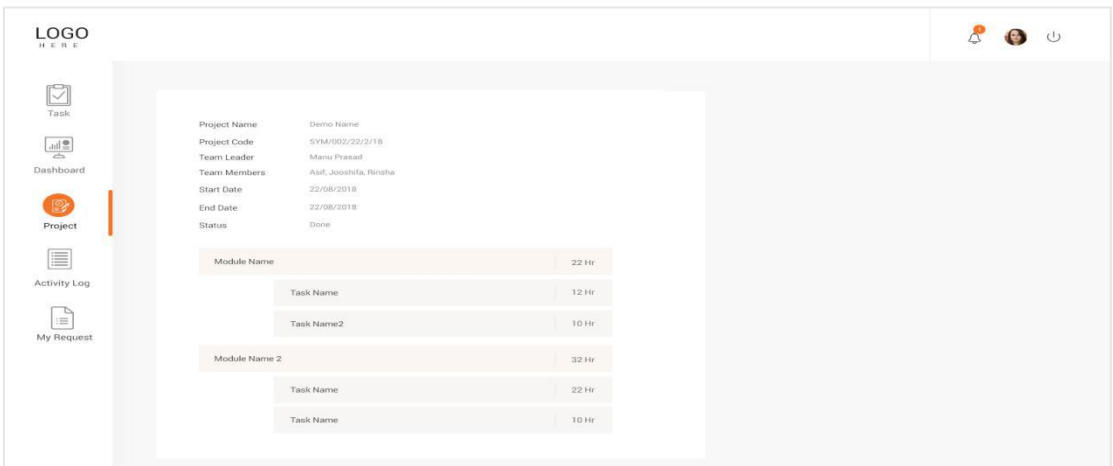 LOGO
HERE
Task
Dashboard
Project
Activity Log
My Request
Project Name Demo Name
Project Code SYM/002/22/2/18
Team Leader Manu Prasad
Team Members Asif, Jooshifa, Rinsha
Start Date 22/08/2018
End Date 22/08/2018
Status Done
Module Name 22 Hr
Task Name 12 Hr
Task Name2 10 Hr
Module Name 2 32 Hr
Task Name 22 Hr
Task Name 10 Hr